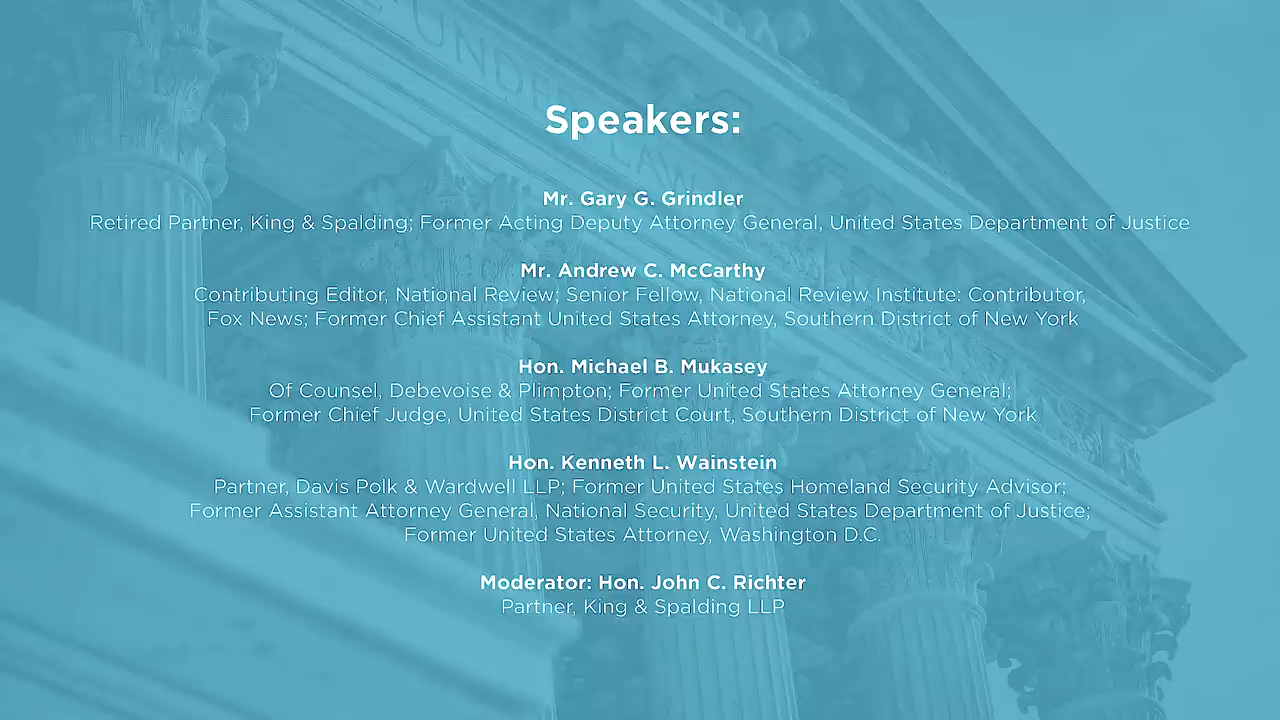 UNDER
LAW
Speakers:
Mr. Gary G. Grindler
Retired Partner, King & Spalding; Former Acting Deputy Attorney General, United States Department of Justice
Mr. Andrew C. McCarthy
Contributing Editor, National Review; Senior Fellow, National Review Institute: Contributor,
Fox News; Former Chief Assistant United States Attorney, Southern District of New York
Hon. Michael B. Mukasey
Of Counsel, Debevoise & Plimpton; Former United States Attorney General;
Former Chief Judge, United States District Court, Southern District of New York
Hon. Kenneth L. Wainstein
Partner, Davis Polk & Wardwell LLP; Former United States Homeland Security Advisor;
Former Assistant Attorney General, National Security, United States Department of Justice;
Former United States Attorney, Washington D.C.
Moderator: Hon. John C. Richter
Partner, King & Spalding LLP